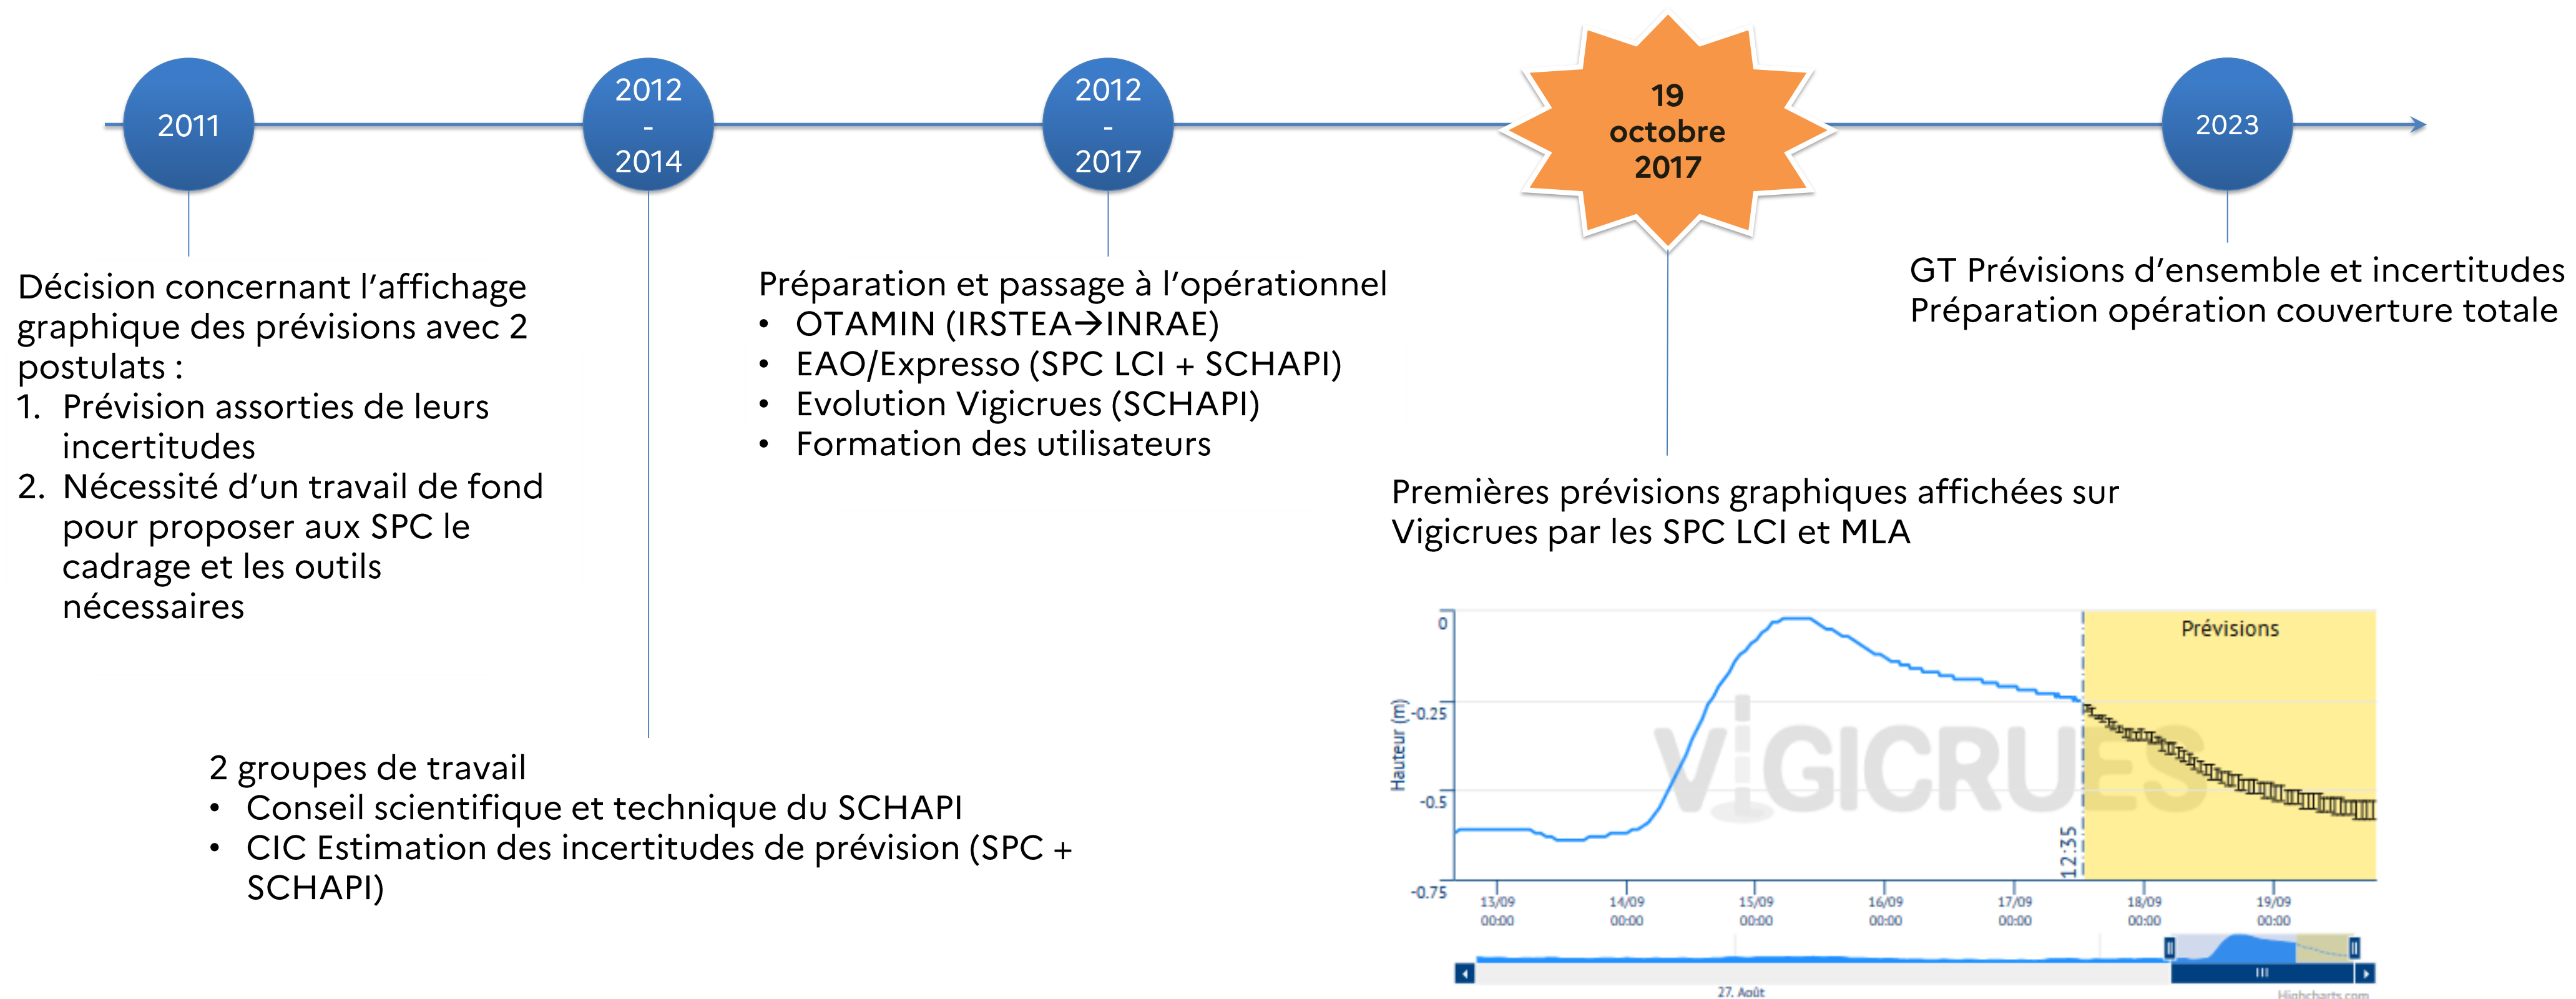 2011
2012
-
2014
2012
-
2017
19
octobre
2017
2023
Décision concernant l’affichage
graphique des prévisions avec 2
postulats :
1. Prévision assorties de leurs
incertitudes
2. Nécessité d’un travail de fond
pour proposer aux SPC le
cadrage et les outils
nécessaires
2 groupes de travail
• Conseil scientifique et technique du SCHAPI
• CIC Estimation des incertitudes de prévision (SPC +
SCHAPI)
Préparation et passage à l’opérationnel
• OTAMIN (IRSTEA→INRAE)
• EAO/Expresso (SPC LCI + SCHAPI)
• Evolution Vigicrues (SCHAPI)
• Formation des utilisateurs
Premières prévisions graphiques affichées sur
Vigicrues par les SPC LCI et MLA
GT Prévisions d’ensemble et incertitudes
Préparation opération couverture totale
Prévisions
VIGICRUES
Hauteur (m)
0
-0.25
-0.5
-0.75
12:35
13/09 00:00
14/09 00:00
15/09 00:00
16/09 00:00
17/09 00:00
18/09 00:00
19/09 00:00
27. Août
Highcharts.com